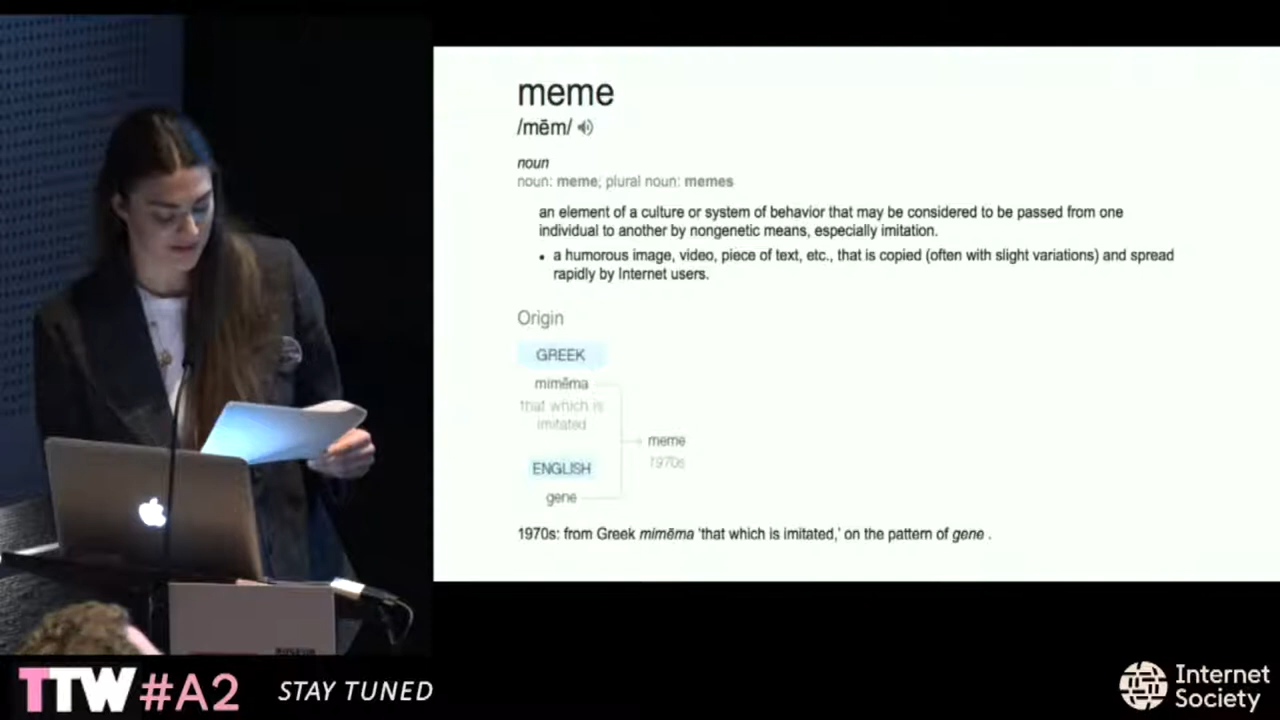 meme
/mēm/
noun
noun: meme; plural noun: memes
an element of a culture or system of behavior that may be considered to be passed from one
individual to another by nongenetic means, especially imitation.
• a humorous image, video, piece of text, etc., that is copied (often with slight variations) and spread
rapidly by Internet users.
Origin
GREEK
mimēma
that which is
imitated
ENGLISH
gene
meme
1970s
1970s: from Greek mimēma 'that which is imitated,' on the pattern of gene .
MUSEUM
TTW#A2
STAY TUNED
Internet
Society